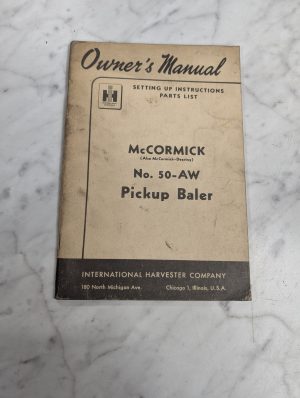 Owner's Manual
SETTING UP INSTRUCTIONS
PARTS LIST
IH
McCORMICK
(Also McCormick-Deering)
No. 50-AW
Pickup Baler
INTERNATIONAL HARVESTER COMPANY
180 North Michigan Ave. Chicago 1, Illinois, U.S.A.